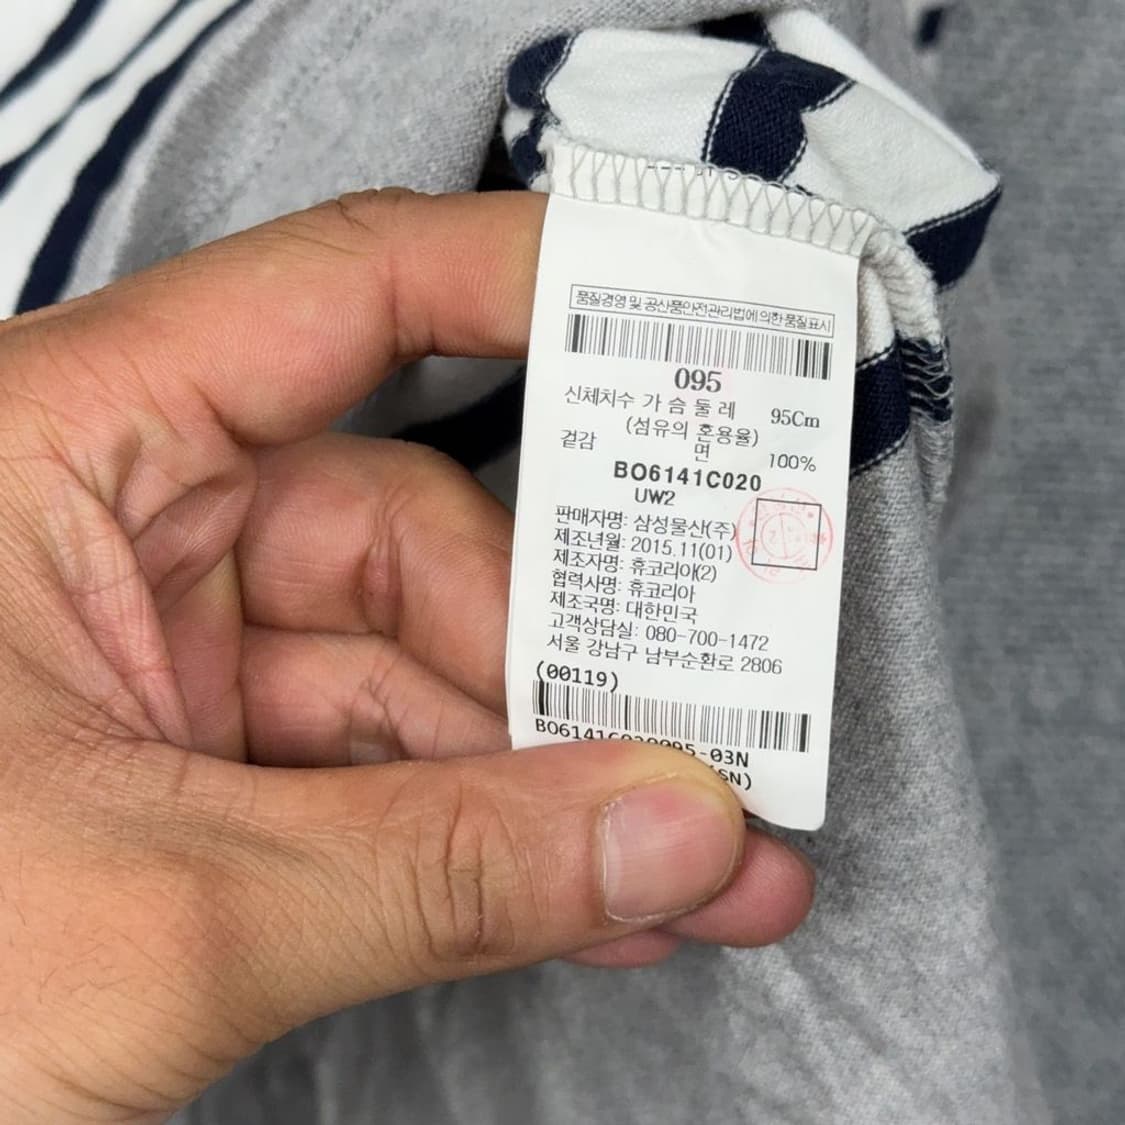 품질경영 및 공산품안전관리법에 의한 품질표시
095
신체치수 가 슴 둘 레 95Cm
(섬유의 혼용율)
겉감 면 100%
BO6141C020
UW2
판매자명: 삼성물산(주)
제조년월: 2015.11(01)
제조자명: 휴코리아(2)
협력사명: 휴코리아
제조국명: 대한민국
고객상담실: 080-700-1472
서울 강남구 남부순환로 2806
(00119)
BO6141C020095-03N
SN)